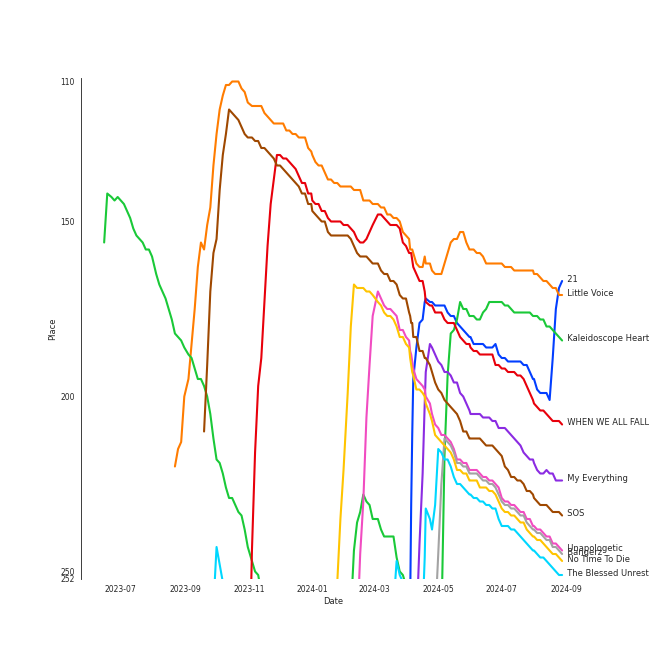 110
150
200
250
252
Place
2023-07
2023-09
2023-11
2024-01
2024-03
2024-05
2024-07
2024-09
Date
21
Little Voice
Kaleidoscope Heart
WHEN WE ALL FALL
My Everything
SOS
Unapologetic
No Time To Die
The Blessed Unrest